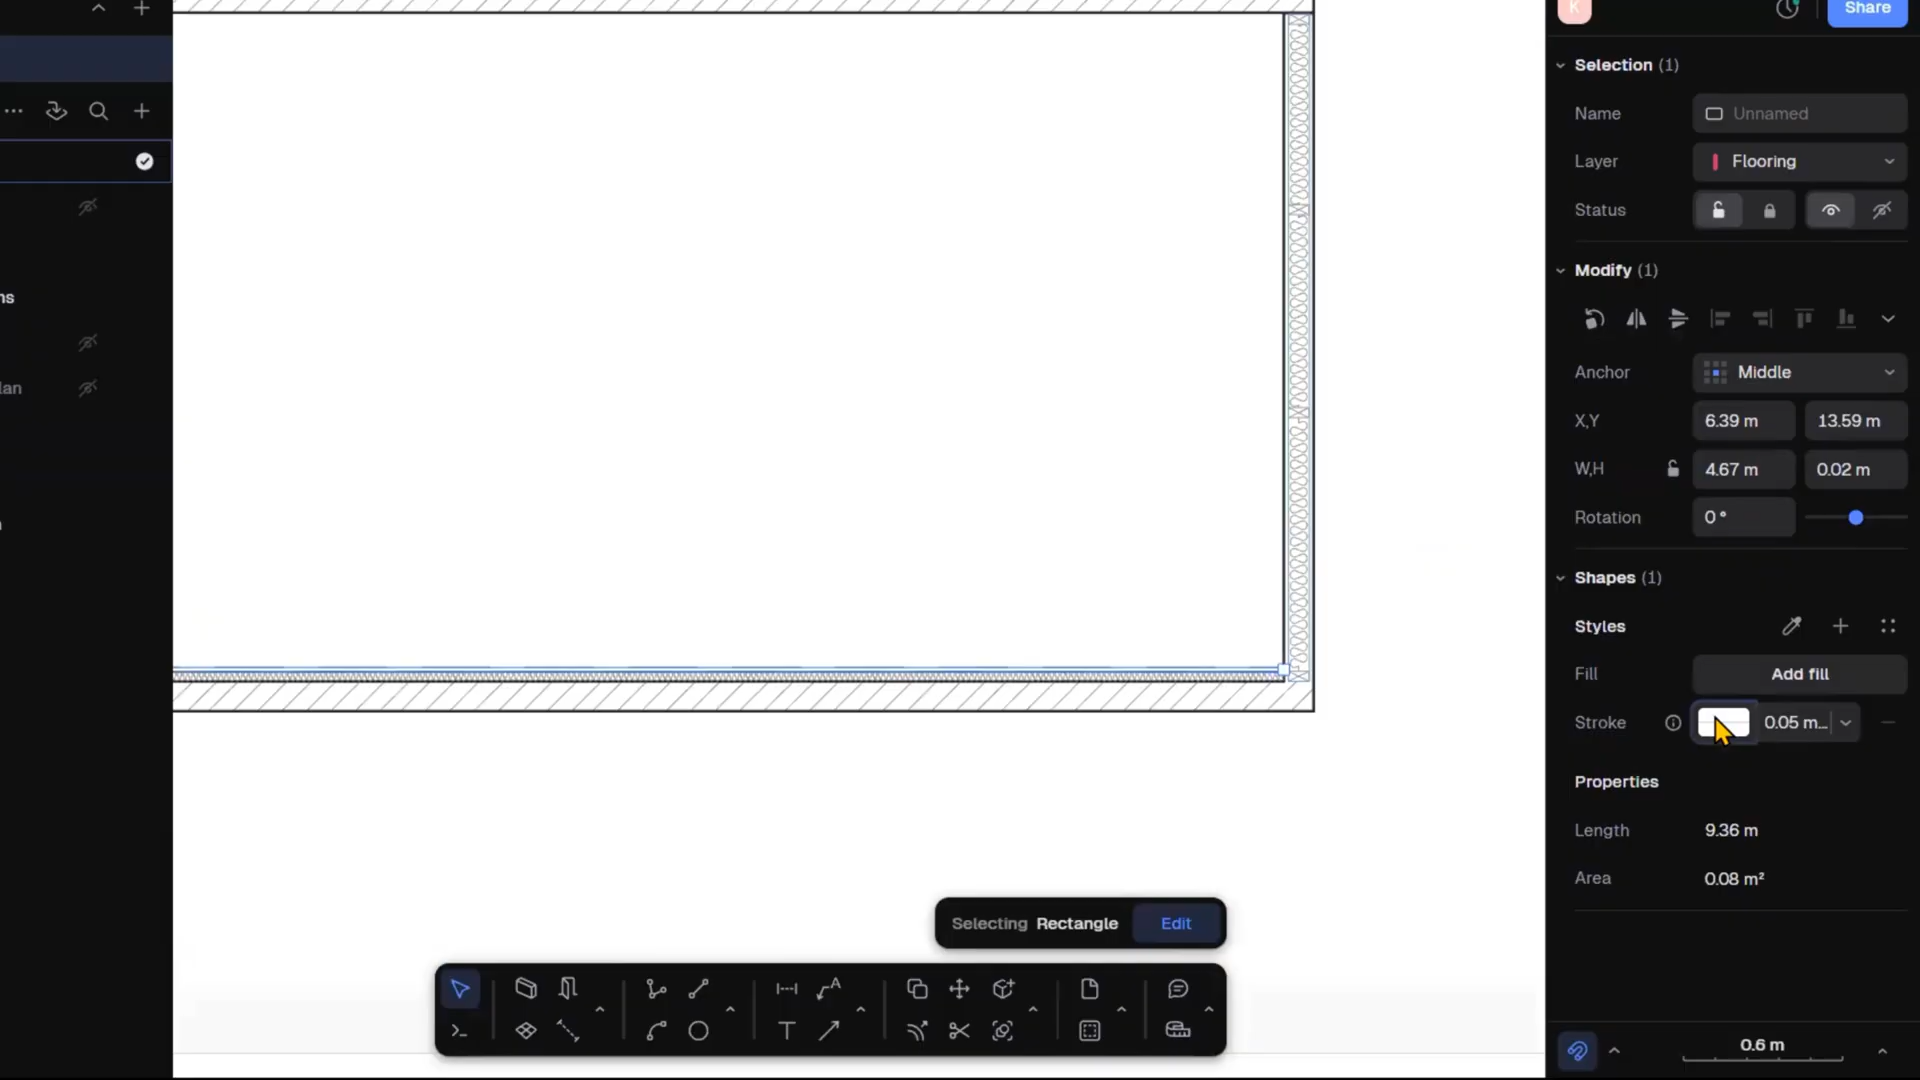 K
Share
Selection (1)
Name
Unnamed
Layer
Flooring
Status
Modify (1)
Anchor
Middle
X,Y
6.39 m
13.59 m
W,H
4.67 m
0.02 m
Rotation
0 °
Shapes (1)
Styles
Fill
Add fill
Stroke
0.05 m...
Properties
Length
9.36 m
Area
0.08 m²
ns
lan
Selecting Rectangle
Edit
0.6 m